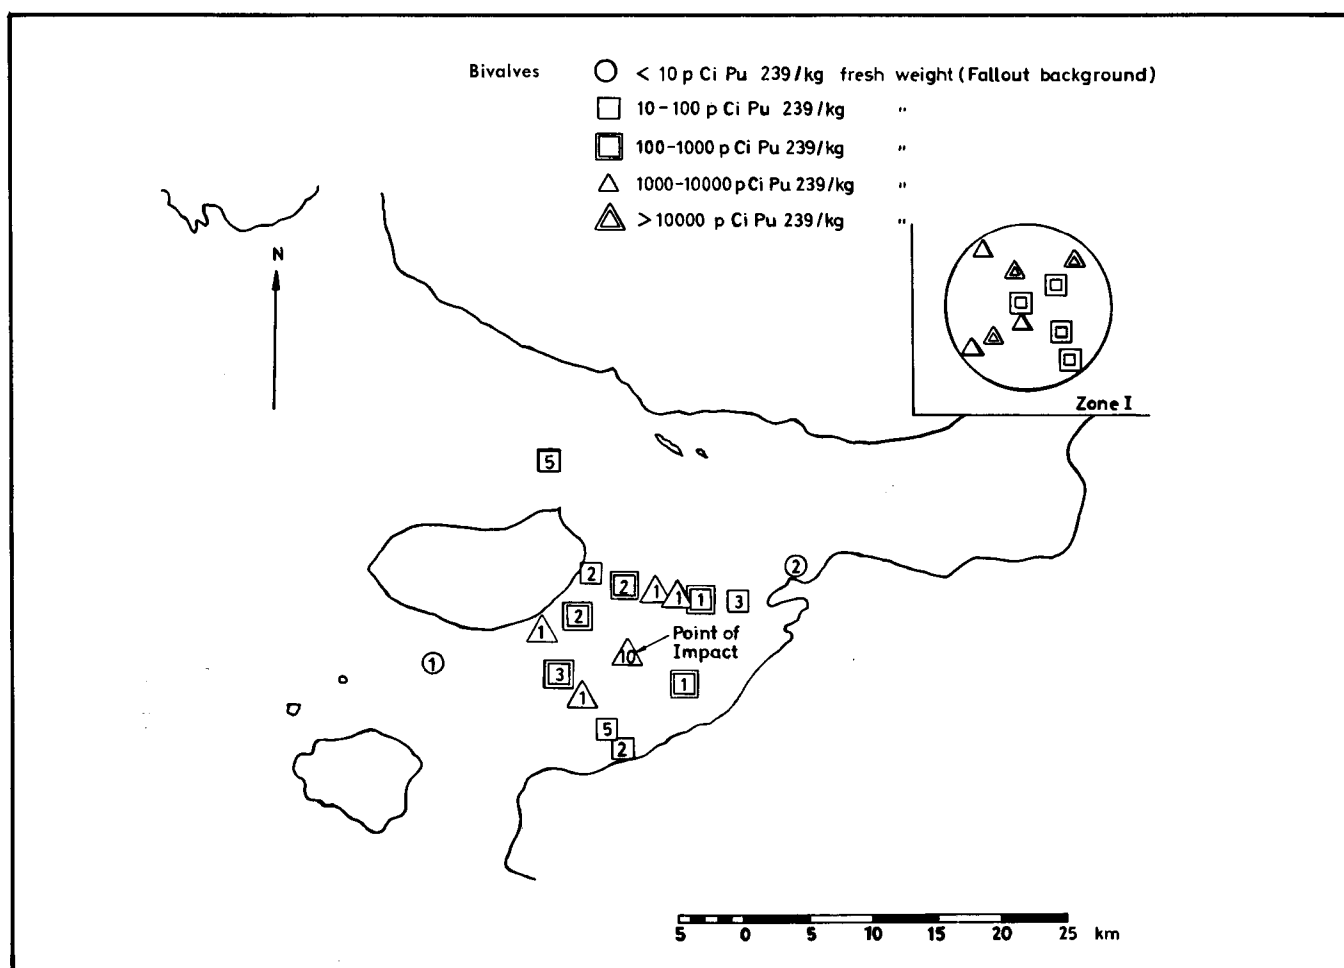 Bivalves
< 10 p Ci Pu 239/kg fresh weight (Fallout background)
10-100 p Ci Pu 239/kg "
100-1000 p Ci Pu 239/kg "
1000-10000 p Ci Pu 239/kg "
> 10000 p Ci Pu 239/kg "
N
Zone I
5
2
2
2
1
1
1
3
2
1
Point of
Impact
10
1
3
1
1
5
2
5 0 5 10 15 20 25 km